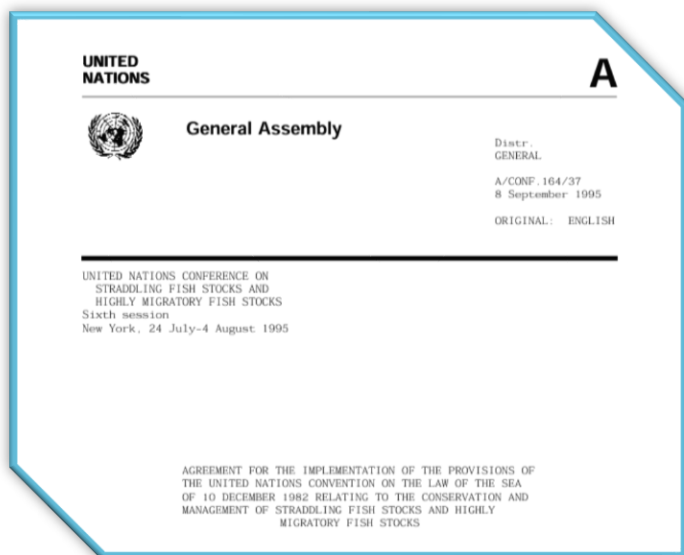 UNITED
NATIONS
A
General Assembly
Distr.
GENERAL
A/CONF.164/37
8 September 1995
ORIGINAL: ENGLISH
UNITED NATIONS CONFERENCE ON
STRADDLING FISH STOCKS AND
HIGHLY MIGRATORY FISH STOCKS
Sixth session
New York, 24 July-4 August 1995
AGREEMENT FOR THE IMPLEMENTATION OF THE PROVISIONS OF
THE UNITED NATIONS CONVENTION ON THE LAW OF THE SEA
OF 10 DECEMBER 1982 RELATING TO THE CONSERVATION AND
MANAGEMENT OF STRADDLING FISH STOCKS AND HIGHLY
MIGRATORY FISH STOCKS